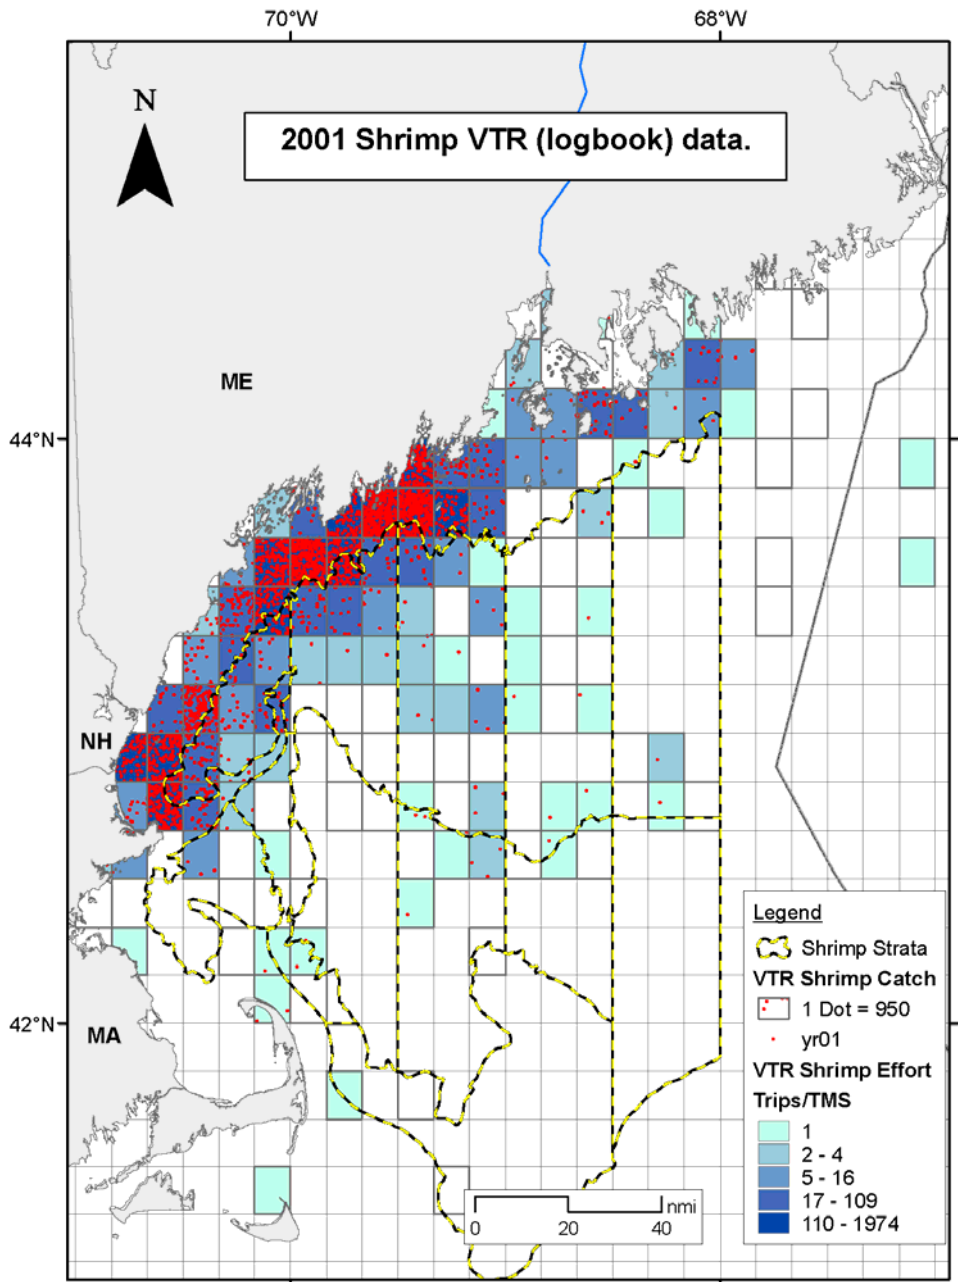 70°W 68°W
N
2001 Shrimp VTR (logbook) data.
ME
44°N
NH
MA
42°N
Legend
Shrimp Strata
VTR Shrimp Catch
1 Dot = 950
yr01
VTR Shrimp Effort
Trips/TMS
1
2 - 4
5 - 16
17 - 109
110 - 1974
nmi
0 20 40